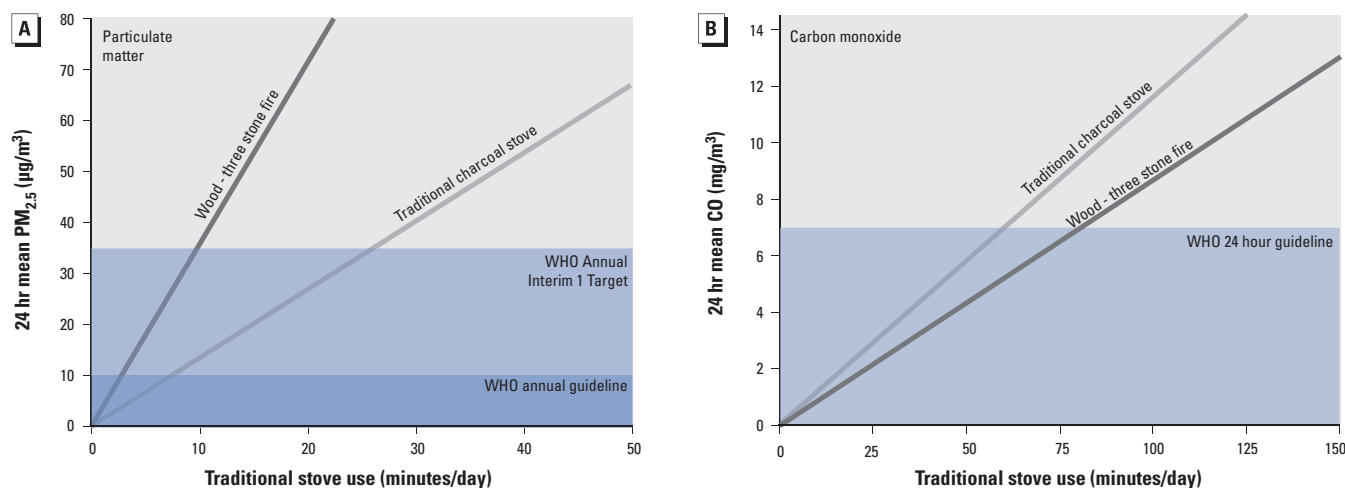 A
Particulate
matter
80
70
60
50
40
30
20
10
0
24 hr mean PM2.5 (µg/m3)
Wood - three stone fire
Traditional charcoal stove
WHO Annual
Interim 1 Target
WHO annual guideline
0 10 20 30 40 50
Traditional stove use (minutes/day)
B
Carbon monoxide
14
12
10
8
6
4
2
0
24 hr mean CO (mg/m3)
Traditional charcoal stove
Wood - three stone fire
WHO 24 hour guideline
0 25 50 75 100 125 150
Traditional stove use (minutes/day)